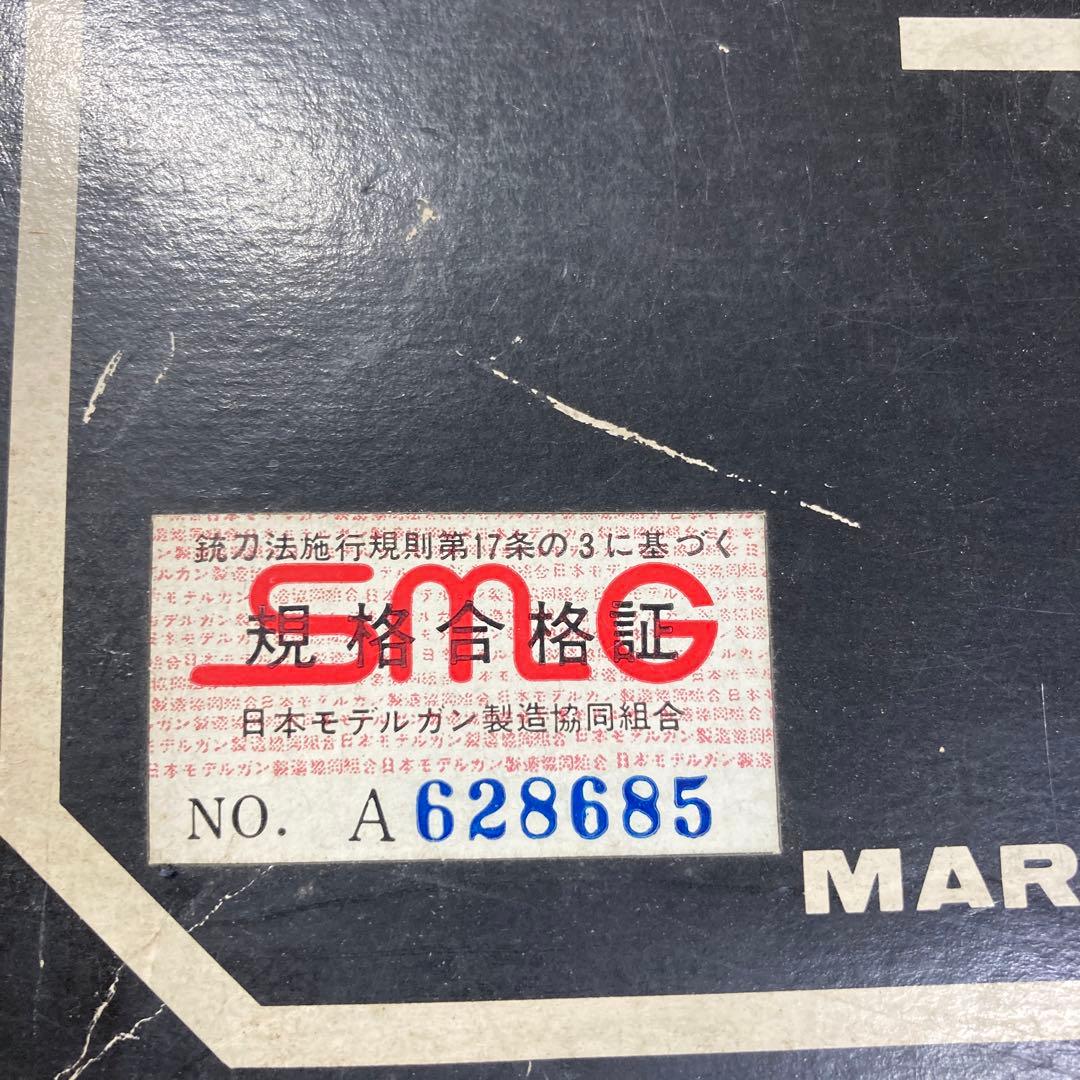 銃刀法施行規則第17条の3に基づく
SMG
規格合格証
日本モデルガン製造協同組合
NO. A 628685
MAR